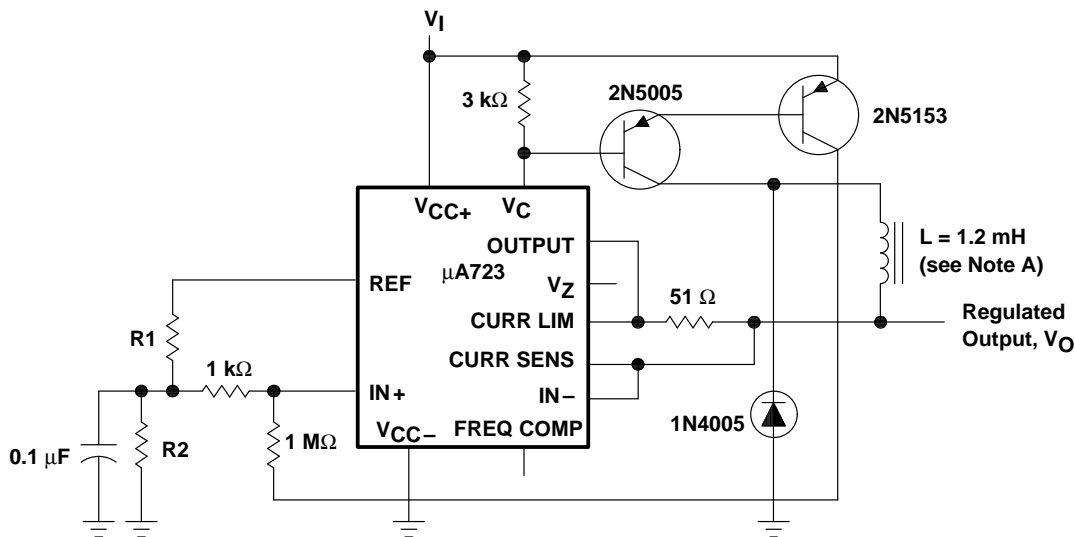 VI
3 kΩ
2N5005
2N5153
VCC+
VC
OUTPUT
μA723
REF
VZ
L = 1.2 mH
(see Note A)
51 Ω
CURR LIM
Regulated
Output, VO
R1
1 kΩ
CURR SENS
IN+
IN−
1N4005
VCC−
FREQ COMP
0.1 μF
R2
1 MΩ